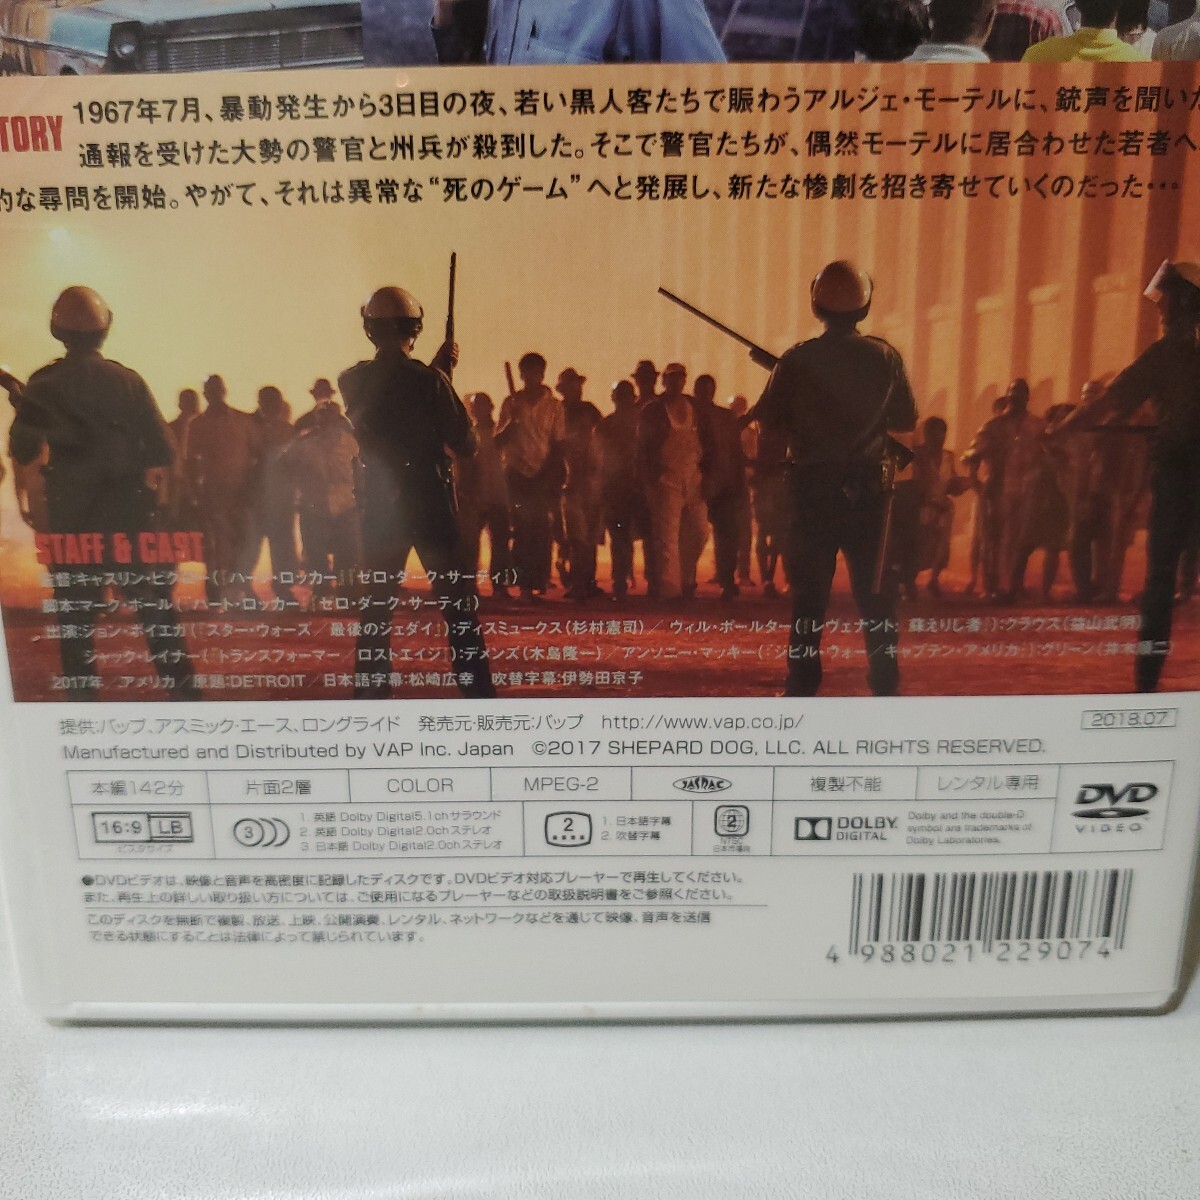 STORY
1967年7月、暴動発生から3日目の夜、若い黒人客たちで賑わうアルジェ・モーテルに、銃声を聞いた
通報を受けた大勢の警官と州兵が殺到した。そこで警官たちが、偶然モーテルに居合わせた若者へ、
的な尋問を開始。やがて、それは異常な“死のゲーム”へと発展し、新たな惨劇を招き寄せていくのだった…
STAFF & CAST
監督:キャスリン・ビグロー(『ハート・ロッカー』『ゼロ・ダーク・サーティ』)
脚本:マーク・ボール(『ハート・ロッカー』『ゼロ・ダーク・サーティ』)
出演:ジョン・ボイエガ(『スター・ウォーズ/最後のジェダイ』):ディスミュークス(杉村憲司)/ウィル・ポールター(『レヴェナント:蘇えりし者』):クラウス(益山武明)
ジャック・レイナー(『トランスフォーマー/ロストエイジ』):デメンズ(木島隆一)/アンソニー・マッキー(『シビル・ウォー/キャプテン・アメリカ』):グリーン
2017年/アメリカ/原題:DETROIT/日本語字幕:松崎広幸 吹替字幕:伊勢田京子
提供:バップ、アスミック・エース、ロングライド 発売元・販売元:バップ http://www.vap.co.jp/
2018.07
Manufactured and Distributed by VAP Inc. Japan ©2017 SHEPARD DOG, LLC. ALL RIGHTS RESERVED.
本編142分 片面2層 COLOR MPEG-2 JASRAC 複製不能 レンタル専用
DVD VIDEO
16:9 LB
ビスタサイズ
3
1. 英語 Dolby Digital5.1chサラウンド
2. 英語 Dolby Digital2.0chステレオ
3. 日本語 Dolby Digital2.0chステレオ
2
1. 日本語字幕
2. 吹替字幕
2
NTSC
日本市場向
DOLBY DIGITAL
Dolby and the double-D
symbol are trademarks of
Dolby Laboratories.
●DVDビデオは、映像と音声を高密度に記録したディスクです。DVDビデオ対応プレーヤーで再生してください。
また、再生上の詳しい取り扱い方については、ご使用になるプレーヤーなどの取扱説明書をご参照ください。
このディスクを無断で複製、放送、上映、公開演奏、レンタル、ネットワークなどを通じて映像、音声を送信
できる状態にすることは法律によって禁じられています。
4 988021 229074